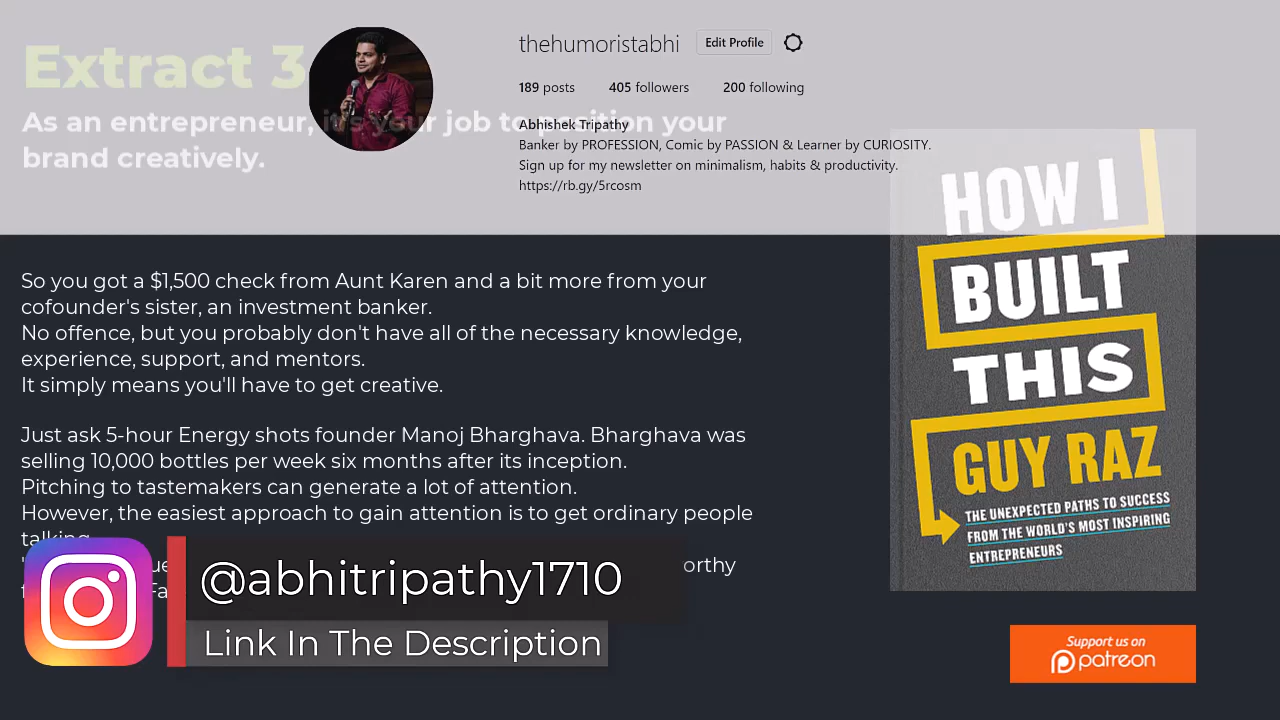 thehumoristabhi
Edit Profile
189 posts 405 followers 200 following
Abhishek Tripathy
Banker by PROFESSION, Comic by PASSION & Learner by CURIOSITY.
Sign up for my newsletter on minimalism, habits & productivity.
https://rb.gy/5rcosm
Extract 3
As an entrepreneur, it's your job to position your
brand creatively.
So you got a $1,500 check from Aunt Karen and a bit more from your
cofounder's sister, an investment banker.
No offence, but you probably don't have all of the necessary knowledge,
experience, support, and mentors.
It simply means you'll have to get creative.
Just ask 5-hour Energy shots founder Manoj Bharghava. Bharghava was
selling 10,000 bottles per week six months after its inception.
Pitching to tastemakers can generate a lot of attention.
However, the easiest approach to gain attention is to get ordinary people
talking.
@abhitripathy1710
Link In The Description
HOW I
BUILT
THIS
GUY RAZ
THE UNEXPECTED PATHS TO SUCCESS
FROM THE WORLD'S MOST INSPIRING
ENTREPRENEURS
Support us on
patreon